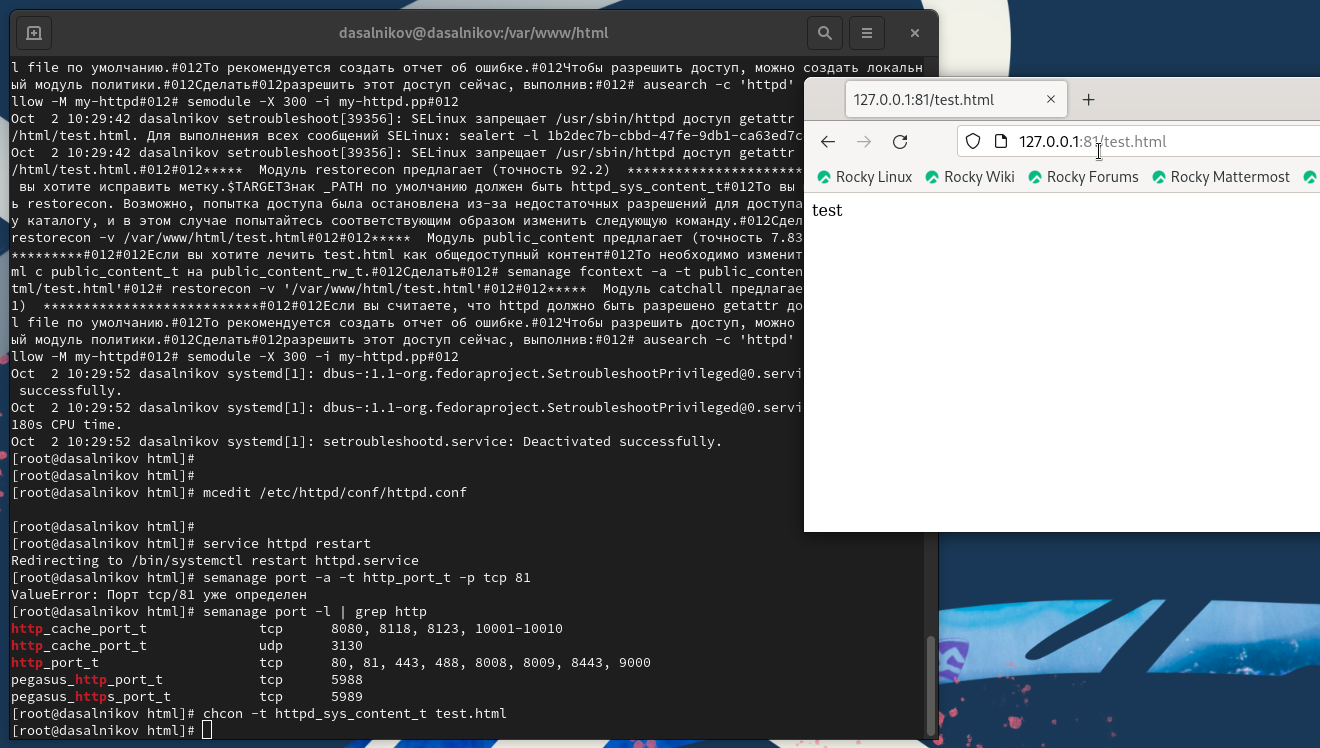 dasalnikov@dasalnikov:/var/www/html
l file по умолчанию.#012То рекомендуется создать отчет об ошибке.#012Чтобы разрешить доступ, можно создать локальн
ый модуль политики.#012Сделать#012разрешить этот доступ сейчас, выполнив:#012# ausearch -c 'httpd'
llow -M my-httpd#012# semodule -X 300 -i my-httpd.pp#012
Oct  2 10:29:42 dasalnikov setroubleshoot[39356]: SELinux запрещает /usr/sbin/httpd доступ getattr
/html/test.html. Для выполнения всех сообщений SELinux: sealert -l 1b2dec7b-cbbd-47fe-9db1-ca63ed7c
Oct  2 10:29:42 dasalnikov setroubleshoot[39356]: SELinux запрещает /usr/sbin/httpd доступ getattr
/html/test.html.#012#012*****  Модуль restorecon предлагает (точность 92.2)  **********************
 вы хотите исправить метку.$TARGETЗнак _PATH по умолчанию должен быть httpd_sys_content_t#012То вы
ь restorecon. Возможно, попытка доступа была остановлена из-за недостаточных разрешений для доступа
у каталогу, и в этом случае попытайтесь соответствующим образом изменить следующую команду.#012Сдел
restorecon -v /var/www/html/test.html#012#012*****  Модуль public_content предлагает (точность 7.83
*********#012#012Если вы хотите лечить test.html как общедоступный контент#012То необходимо изменит
ml с public_content_t на public_content_rw_t.#012Сделать#012# semanage fcontext -a -t public_conten
tml/test.html'#012# restorecon -v '/var/www/html/test.html'#012#012*****  Модуль catchall предлагае
1)  ***************************#012#012Если вы считаете, что httpd должно быть разрешено getattr до
l file по умолчанию.#012То рекомендуется создать отчет об ошибке.#012Чтобы разрешить доступ, можно
ый модуль политики.#012Сделать#012разрешить этот доступ сейчас, выполнив:#012# ausearch -c 'httpd'
llow -M my-httpd#012# semodule -X 300 -i my-httpd.pp#012
Oct  2 10:29:52 dasalnikov systemd[1]: dbus-:1.1-org.fedoraproject.SetroubleshootPrivileged@0.servi
 successfully.
Oct  2 10:29:52 dasalnikov systemd[1]: dbus-:1.1-org.fedoraproject.SetroubleshootPrivileged@0.servi
180s CPU time.
Oct  2 10:29:52 dasalnikov systemd[1]: setroubleshootd.service: Deactivated successfully.
[root@dasalnikov html]#
[root@dasalnikov html]#
[root@dasalnikov html]# mcedit /etc/httpd/conf/httpd.conf
[root@dasalnikov html]#
[root@dasalnikov html]# service httpd restart
Redirecting to /bin/systemctl restart httpd.service
[root@dasalnikov html]# semanage port -a -t http_port_t -p tcp 81
ValueError: Порт tcp/81 уже определен
[root@dasalnikov html]# semanage port -l | grep http
http_cache_port_t              tcp      8080, 8118, 8123, 10001-10010
http_cache_port_t              udp      3130
http_port_t                    tcp      80, 81, 443, 488, 8008, 8009, 8443, 9000
pegasus_http_port_t            tcp      5988
pegasus_https_port_t           tcp      5989
[root@dasalnikov html]# chcon -t httpd_sys_content_t test.html
[root@dasalnikov html]#
127.0.0.1:81/test.html
127.0.0.1:81/test.html
Rocky Linux Rocky Wiki Rocky Forums Rocky Mattermost
test